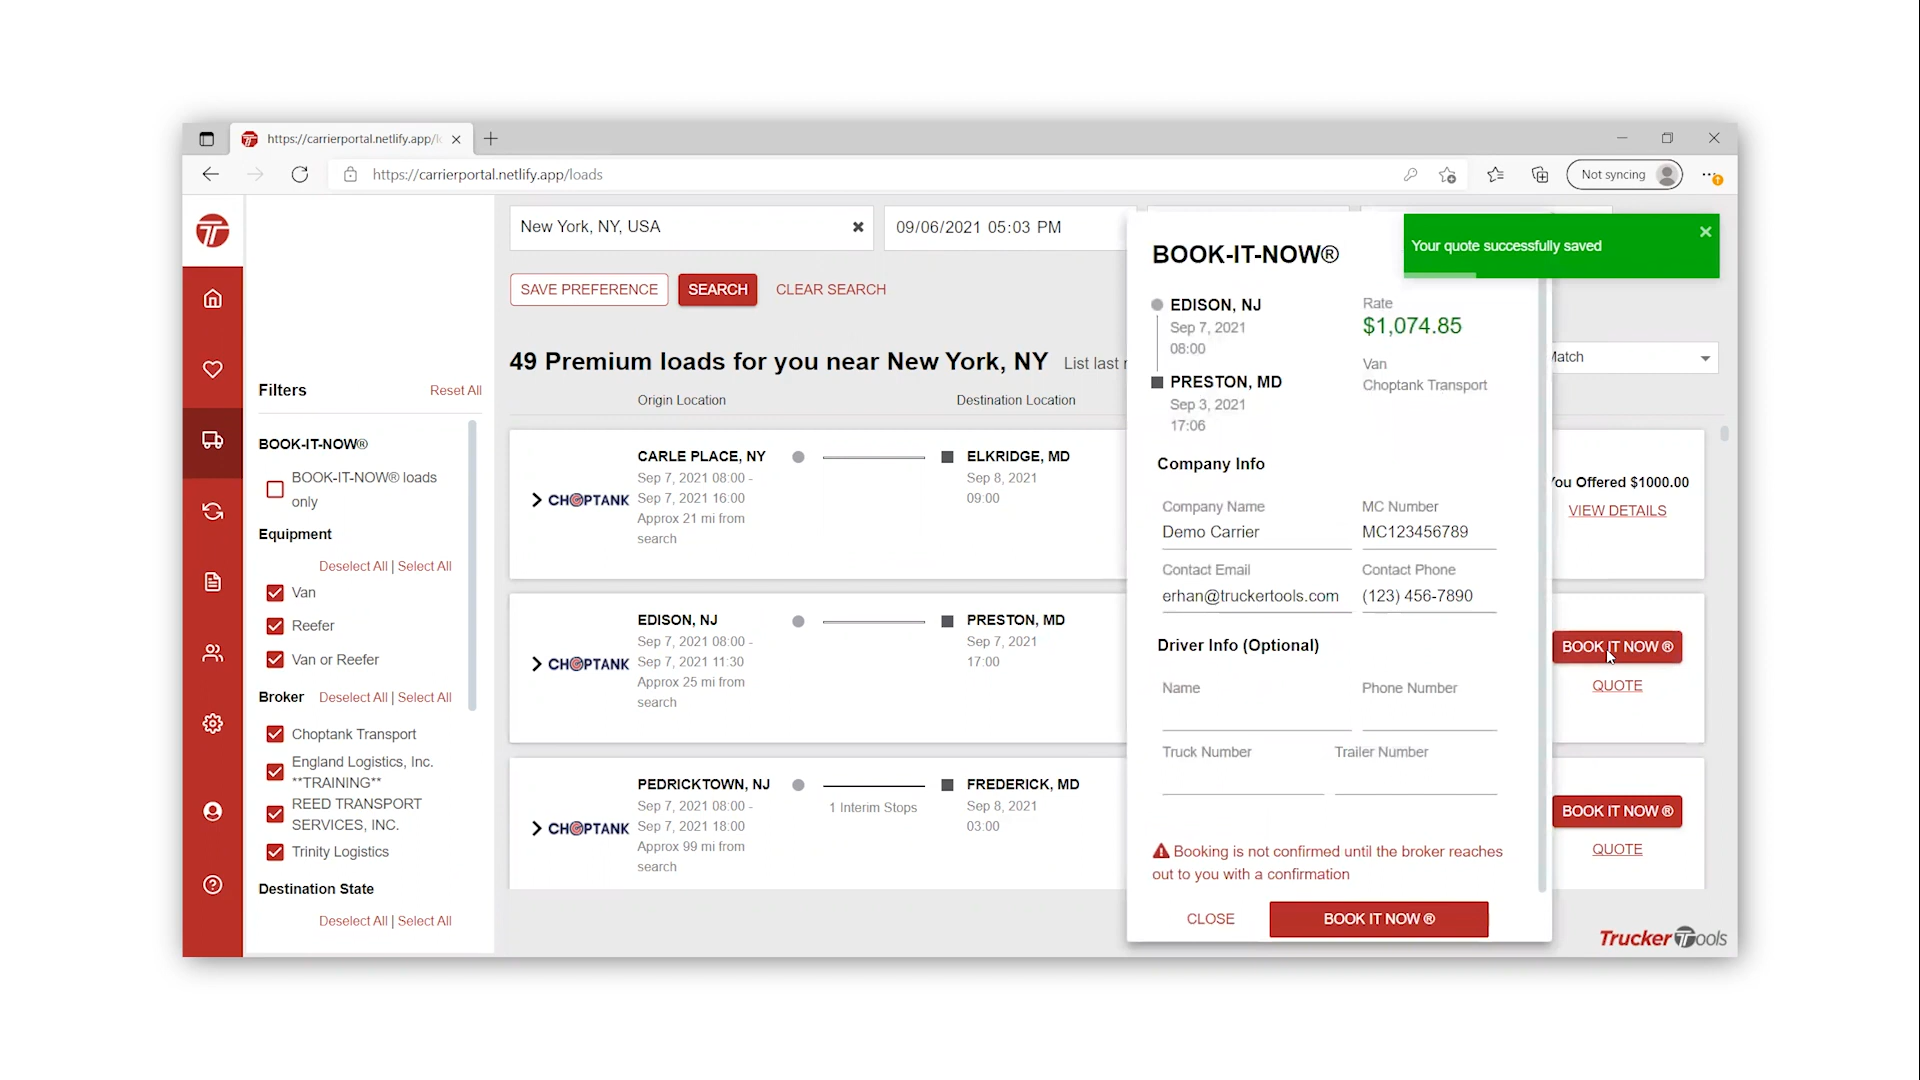 https://carrierportal.netlify.app/l
https://carrierportal.netlify.app/loads
Not syncing
New York, NY, USA
09/06/2021 05:03 PM
SAVE PREFERENCE
SEARCH
CLEAR SEARCH
49 Premium loads for you near New York, NY
List last
Match
Origin Location
Destination Location
Filters
Reset All
BOOK-IT-NOW®
BOOK-IT-NOW® loads
only
Equipment
Deselect All | Select All
Van
Reefer
Van or Reefer
Broker Deselect All | Select All
Choptank Transport
England Logistics, Inc.
**TRAINING**
REED TRANSPORT
SERVICES, INC.
Trinity Logistics
Destination State
Deselect All | Select All
CHOPTANK
CARLE PLACE, NY
Sep 7, 2021 08:00 -
Sep 7, 2021 16:00
Approx 21 mi from
search
ELKRIDGE, MD
Sep 8, 2021
09:00
You Offered $1000.00
VIEW DETAILS
CHOPTANK
EDISON, NJ
Sep 7, 2021 08:00 -
Sep 7, 2021 11:30
Approx 25 mi from
search
PRESTON, MD
Sep 7, 2021
17:00
BOOK IT NOW ®
QUOTE
CHOPTANK
PEDRICKTOWN, NJ
Sep 7, 2021 08:00 -
Sep 7, 2021 18:00
Approx 99 mi from
search
1 Interim Stops
FREDERICK, MD
Sep 8, 2021
03:00
BOOK IT NOW ®
QUOTE
BOOK-IT-NOW®
Your quote successfully saved
EDISON, NJ
Sep 7, 2021
08:00
PRESTON, MD
Sep 3, 2021
17:06
Rate
$1,074.85
Van
Choptank Transport
Company Info
Company Name
Demo Carrier
MC Number
MC123456789
Contact Email
erhan@truckertools.com
Contact Phone
(123) 456-7890
Driver Info (Optional)
Name
Phone Number
Truck Number
Trailer Number
Booking is not confirmed until the broker reaches
out to you with a confirmation
CLOSE
BOOK IT NOW ®
Trucker Tools